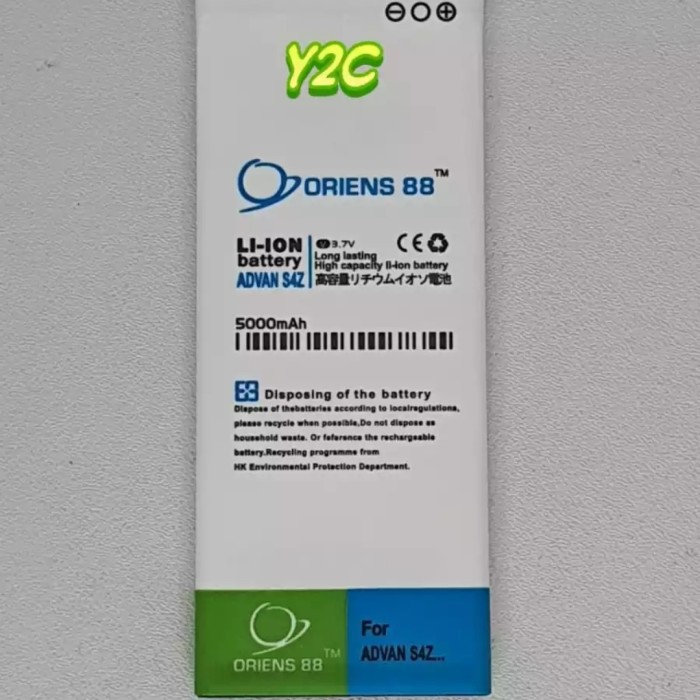 Y2C
ORIENS 88™
LI-ION
battery
ADVAN S4Z
V 3.7V
CE
Long lasting
High capacity li-ion battery
高容量リチウムイオソ電池
5000mAh
Disposing of the battery
Dispose of thebatteries according to localregulations,
please recycle when possible,Do not dispose as
household waste. Or feference the rechargeable
battery.Recycling programme from
HK Environmental Protection Department.
ORIENS 88™
For
ADVAN S4Z...